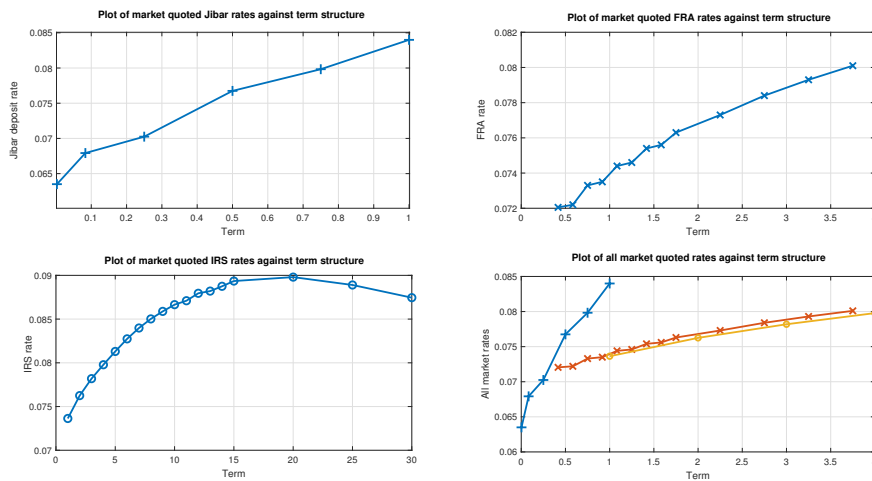 Plot of market quoted Jibar rates against term structure
0.085
0.08
0.075
0.07
0.065
Jibar deposit rate
0.1 0.2 0.3 0.4 0.5 0.6 0.7 0.8 0.9 1
Term
Plot of market quoted FRA rates against term structure
0.082
0.08
0.078
0.076
0.074
0.072
FRA rate
0 0.5 1 1.5 2 2.5 3 3.5
Term
Plot of market quoted IRS rates against term structure
0.09
0.085
0.08
0.075
0.07
IRS rate
0 5 10 15 20 25 30
Term
Plot of all market quoted rates against term structure
0.085
0.08
0.075
0.07
0.065
0.06
All market rates
0 0.5 1 1.5 2 2.5 3 3.5
Term